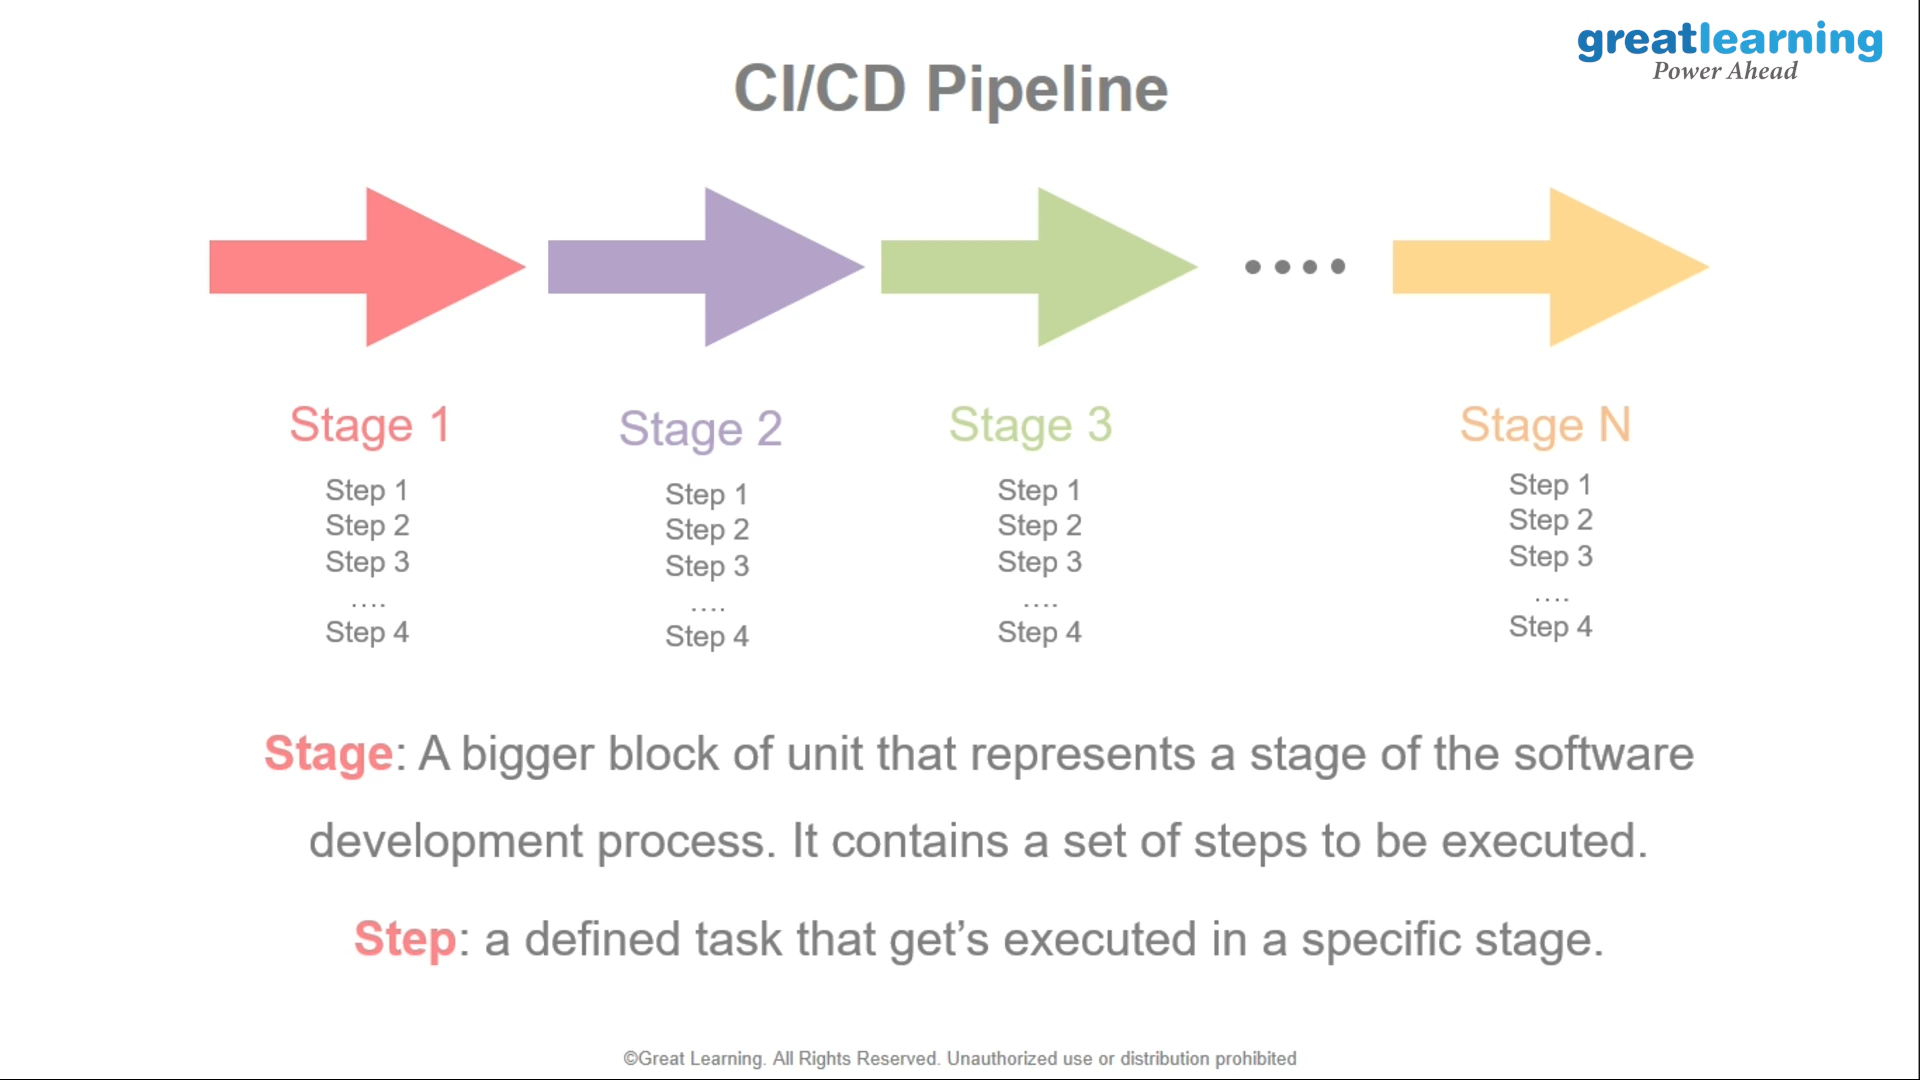 greatlearning
Power Ahead
CI/CD Pipeline
Stage 1
Step 1
Step 2
Step 3
....
Step 4
Stage 2
Step 1
Step 2
Step 3
....
Step 4
Stage 3
Step 1
Step 2
Step 3
....
Step 4
Stage N
Step 1
Step 2
Step 3
....
Step 4
Stage: A bigger block of unit that represents a stage of the software
development process. It contains a set of steps to be executed.
Step: a defined task that get’s executed in a specific stage.
©Great Learning. All Rights Reserved. Unauthorized use or distribution prohibited